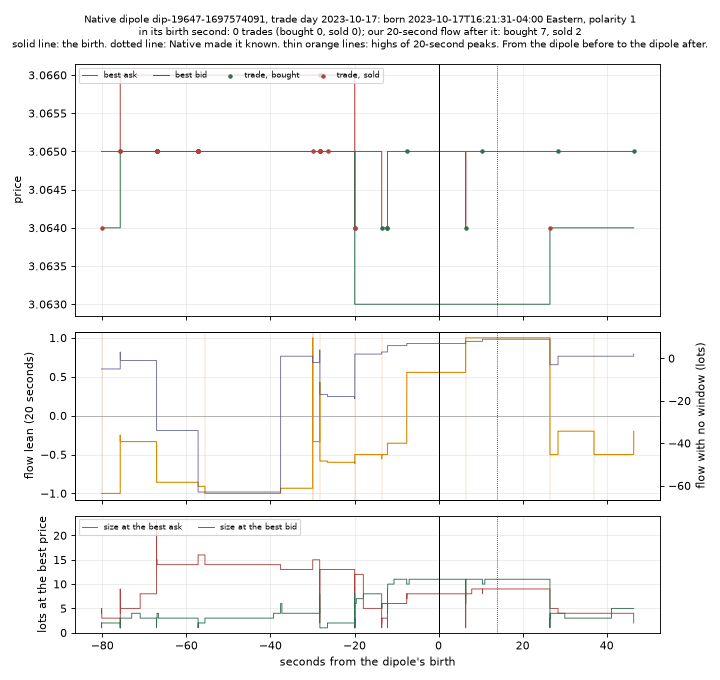 Native dipole dip-19647-1697574091, trade day 2023-10-17: born 2023-10-17T16:21:31-04:00 Eastern, polarity 1
in its birth second: 0 trades (bought 0, sold 0); our 20-second flow after it: bought 7, sold 2
solid line: the birth. dotted line: Native made it known. thin orange lines: highs of 20-second peaks. From the dipole before to the dipole after.
best ask best bid trade, bought trade, sold
3.0660
3.0655
3.0650
3.0645
3.0640
3.0635
3.0630
price
1.0
0.5
0.0
−0.5
−1.0
flow lean (20 seconds)
0
−20
−40
−60
flow with no window (lots)
size at the best ask size at the best bid
20
15
10
5
0
lots at the best price
−80 −60 −40 −20 0 20 40
seconds from the dipole's birth